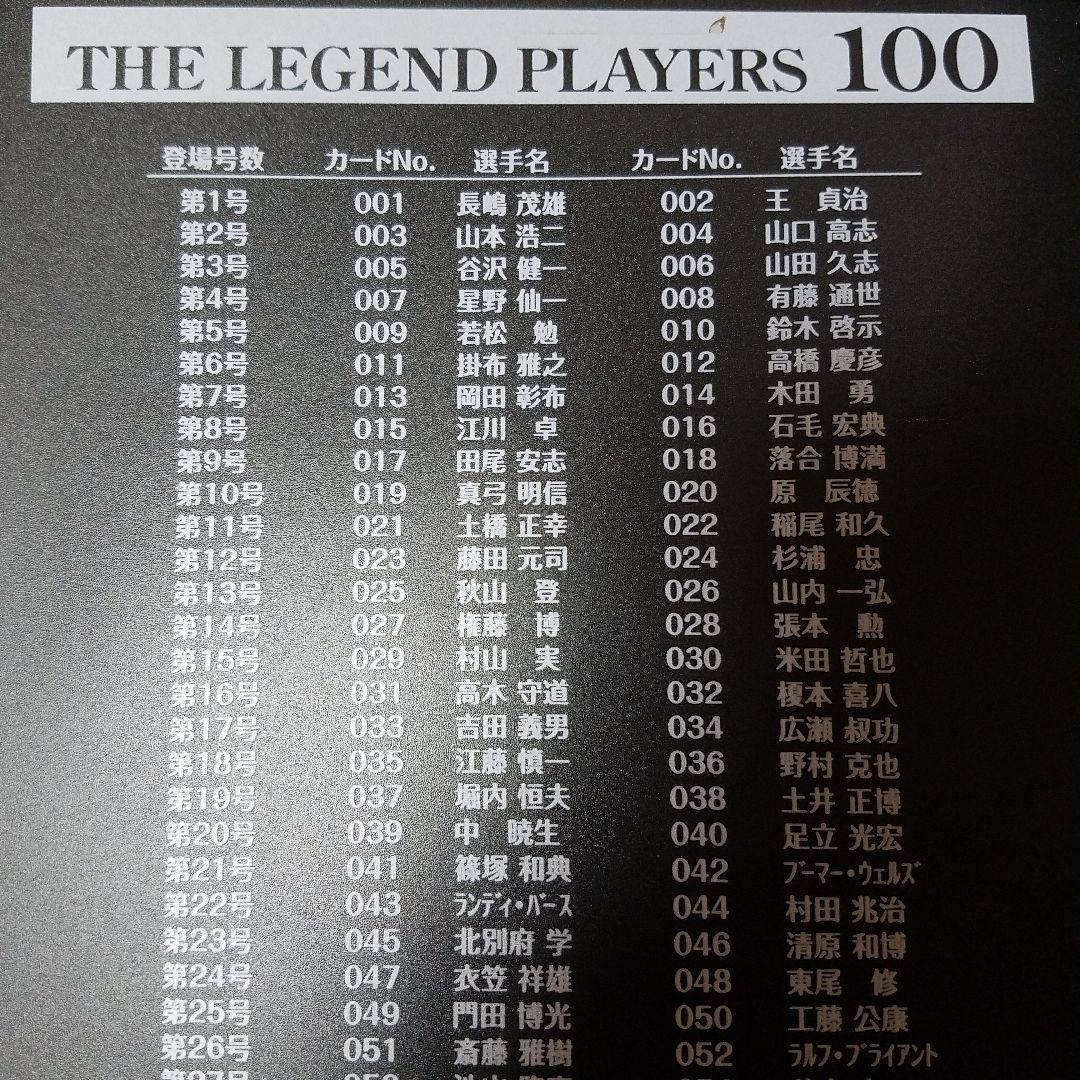 THE LEGEND PLAYERS 100
登場号数 カードNo. 選手名 カードNo. 選手名
第1号 001 長嶋 茂雄 002 王 貞治
第2号 003 山本 浩二 004 山口 高志
第3号 005 谷沢 健一 006 山田 久志
第4号 007 星野 仙一 008 有藤 通世
第5号 009 若松 勉 010 鈴木 啓示
第6号 011 掛布 雅之 012 高橋 慶彦
第7号 013 岡田 彰布 014 木田 勇
第8号 015 江川 卓 016 石毛 宏典
第9号 017 田尾 安志 018 落合 博満
第10号 019 真弓 明信 020 原 辰徳
第11号 021 土橋 正幸 022 稲尾 和久
第12号 023 藤田 元司 024 杉浦 忠
第13号 025 秋山 登 026 山内 一弘
第14号 027 権藤 博 028 張本 勲
第15号 029 村山 実 030 米田 哲也
第16号 031 高木 守道 032 榎本 喜八
第17号 033 吉田 義男 034 広瀬 叔功
第18号 035 江藤 慎一 036 野村 克也
第19号 037 堀内 恒夫 038 土井 正博
第20号 039 中 暁生 040 足立 光宏
第21号 041 篠塚 和典 042 ブーマー・ウェルズ
第22号 043 ランディ・バース 044 村田 兆治
第23号 045 北別府 学 046 清原 和博
第24号 047 衣笠 祥雄 048 東尾 修
第25号 049 門田 博光 050 工藤 公康
第26号 051 斎藤 雅樹 052 ラルフ・ブライアント